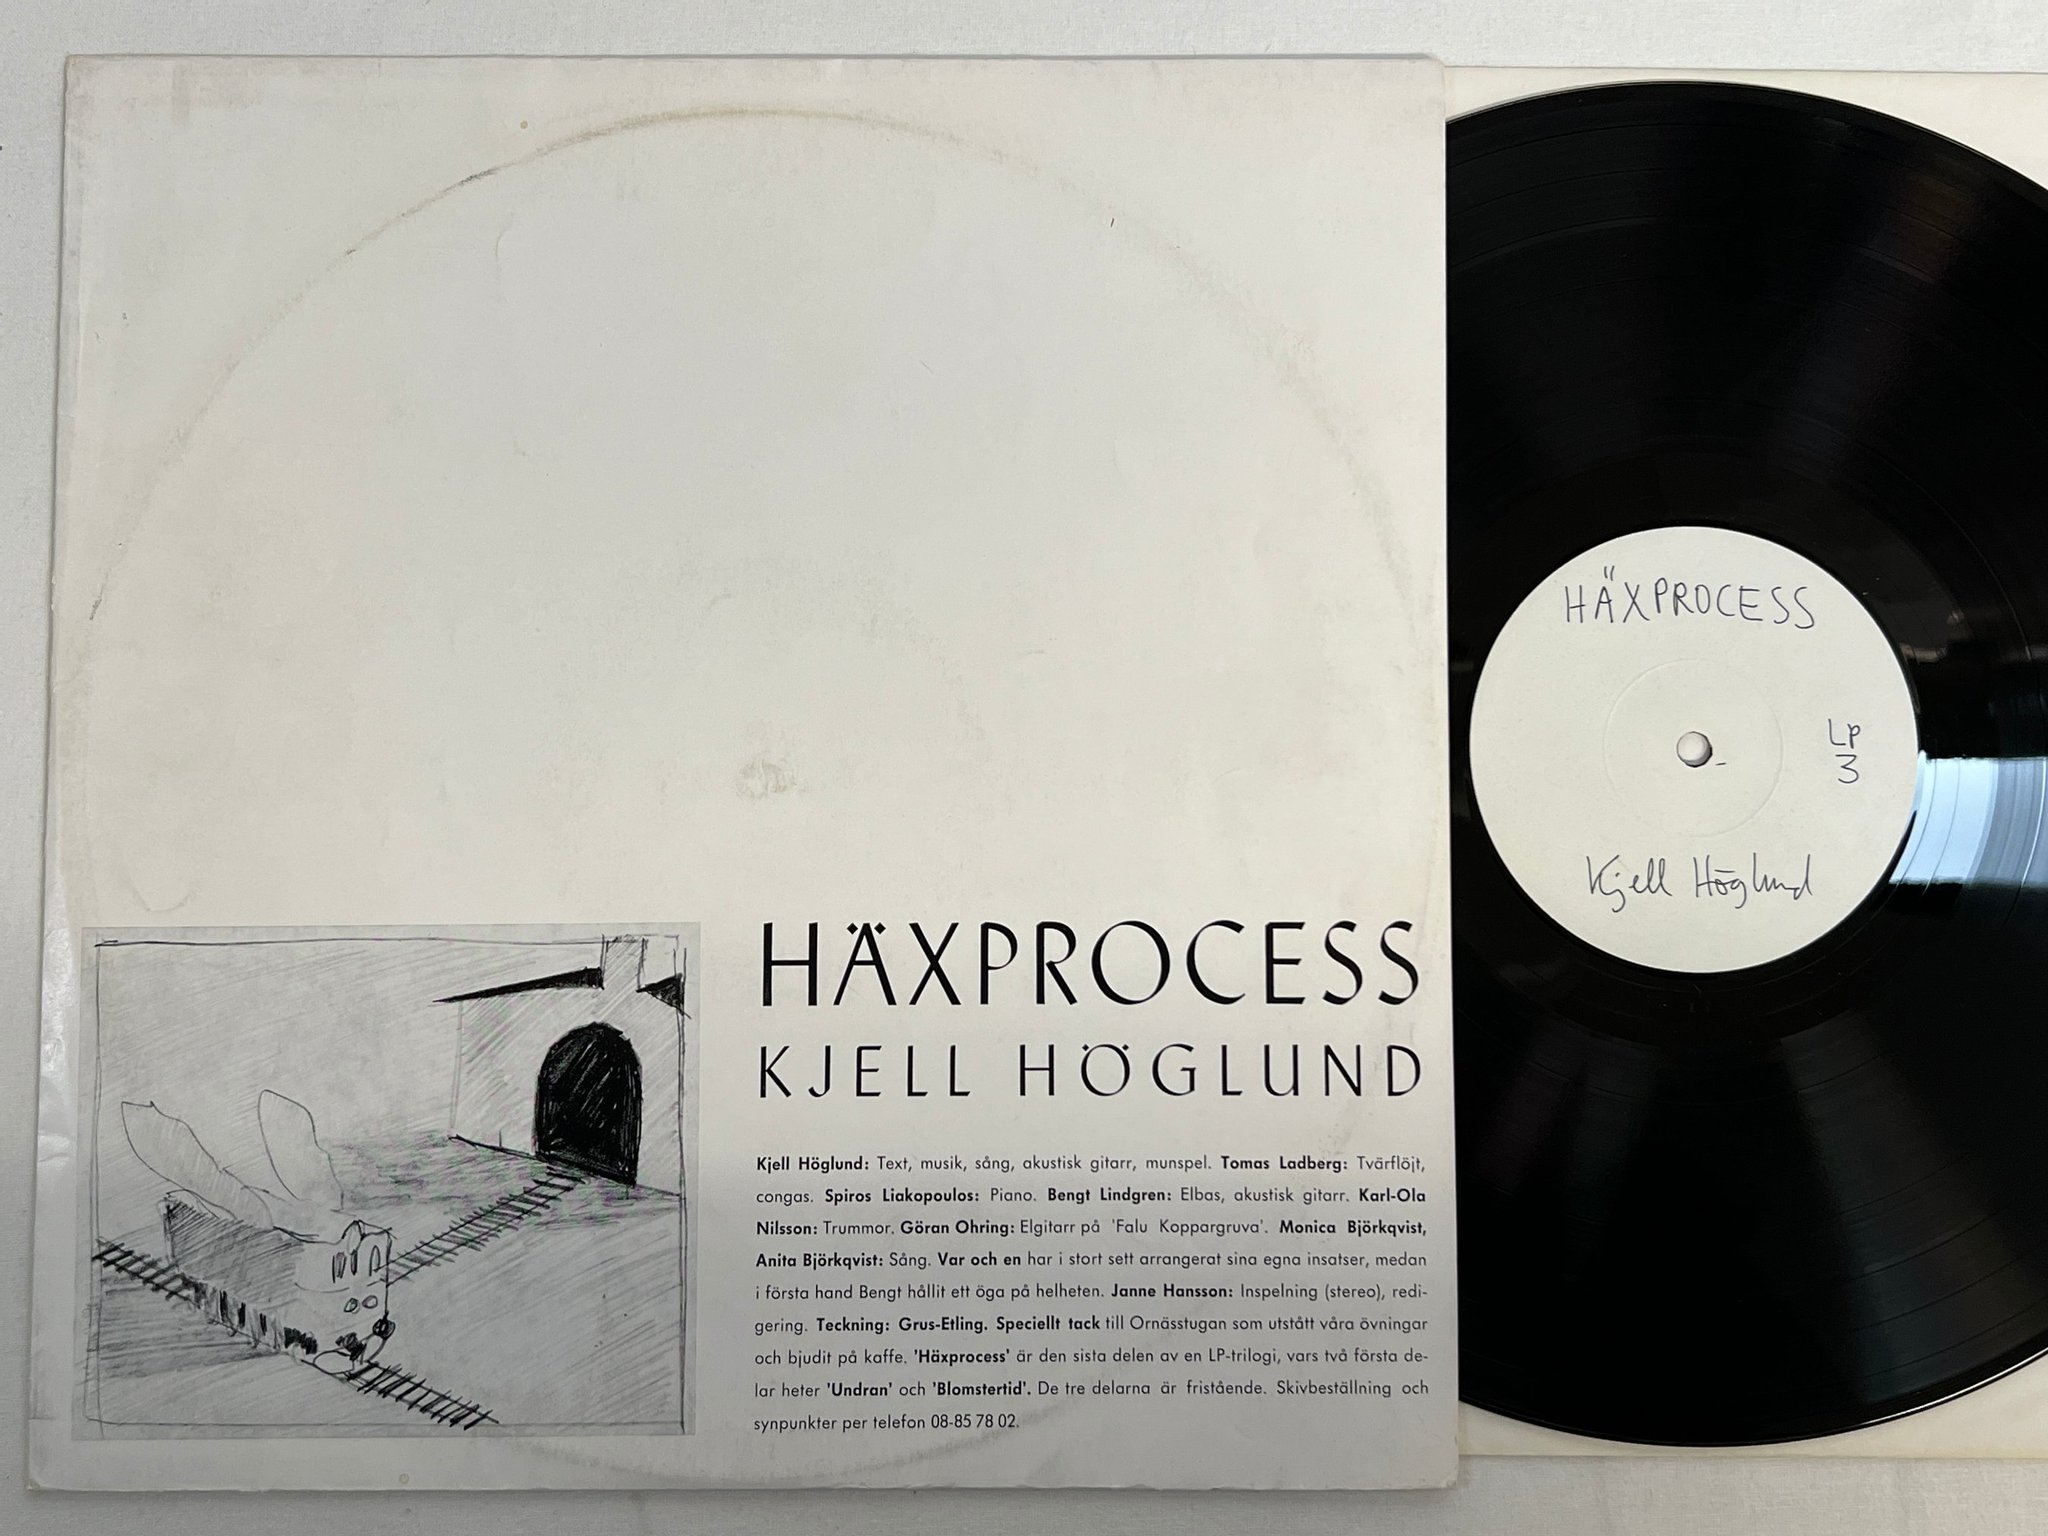 HÄXPROCESS
KJELL HÖGLUND
Kjell Höglund: Text, musik, sång, akustisk gitarr, munspel. Tomas Ladberg: Tvärflöjt,
congas. Spiros Liakopoulos: Piano. Bengt Lindgren: Elbas, akustisk gitarr. Karl-Ola
Nilsson: Trummor. Göran Ohring: Elgitarr på 'Falu Koppargruva'. Monica Björkqvist,
Anita Björkqvist: Sång. Var och en har i stort sett arrangerat sina egna insatser, medan
i första hand Bengt hållit ett öga på helheten. Janne Hansson: Inspelning (stereo), redi-
gering. Teckning: Grus-Etling. Speciellt tack till Ornässtugan som utstått våra övningar
och bjudit på kaffe. 'Häxprocess' är den sista delen av en LP-trilogi, vars två första de-
lar heter 'Undran' och 'Blomstertid'. De tre delarna är fristående. Skivbeställning och
synpunkter per telefon 08-85 78 02.
HÄXPROCESS
LP
3
Kjell Höglund